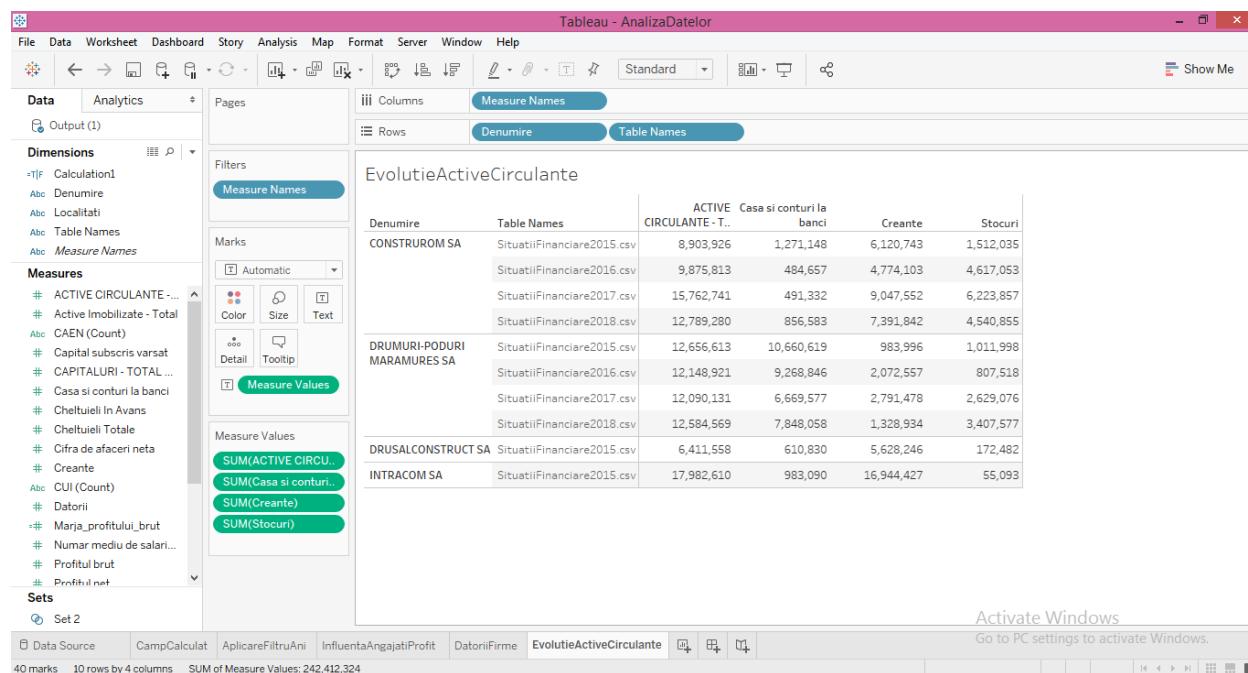 Tableau - AnalizaDatelor
File Data Worksheet Dashboard Story Analysis Map Format Server Window Help
Standard
Show Me
Data Analytics
Output (1)
Dimensions
=T|F Calculation1
Abc Denumire
Abc Localitati
Abc Table Names
Abc Measure Names
Measures
# ACTIVE CIRCULANTE -...
# Active Imobilizate - Total
Abc CAEN (Count)
# Capital subscris varsat
# CAPITALURI - TOTAL ...
# Casa si conturi la banci
# Cheltuieli In Avans
# Cheltuieli Totale
# Cifra de afaceri neta
# Creante
Abc CUI (Count)
# Datorii
=# Marja_profitului_brut
# Numar mediu de salari...
# Profitul brut
# Profitul net
Sets
Set 2
Pages
Filters
Measure Names
Marks
T Automatic
Color Size Text
Detail Tooltip
T Measure Values
Measure Values
SUM(ACTIVE CIRCU..
SUM(Casa si conturi..
SUM(Creante)
SUM(Stocuri)
Columns Measure Names
Rows Denumire Table Names
EvolutieActiveCirculante
Denumire Table Names ACTIVE CIRCULANTE - T.. Casa si conturi la banci Creante Stocuri
CONSTRUROM SA SituatiiFinanciare2015.csv 8,903,926 1,271,148 6,120,743 1,512,035
SituatiiFinanciare2016.csv 9,875,813 484,657 4,774,103 4,617,053
SituatiiFinanciare2017.csv 15,762,741 491,332 9,047,552 6,223,857
SituatiiFinanciare2018.csv 12,789,280 856,583 7,391,842 4,540,855
DRUMURI-PODURI MARAMURES SA SituatiiFinanciare2015.csv 12,656,613 10,660,619 983,996 1,011,998
SituatiiFinanciare2016.csv 12,148,921 9,268,846 2,072,557 807,518
SituatiiFinanciare2017.csv 12,090,131 6,669,577 2,791,478 2,629,076
SituatiiFinanciare2018.csv 12,584,569 7,848,058 1,328,934 3,407,577
DRUSALCONSTRUCT SA SituatiiFinanciare2015.csv 6,411,558 610,830 5,628,246 172,482
INTRACOM SA SituatiiFinanciare2015.csv 17,982,610 983,090 16,944,427 55,093
Activate Windows
Go to PC settings to activate Windows.
Data Source CampCalculat AplicareFiltruAni InfluentaAngajatiProfit DatoriiFirme EvolutieActiveCirculante
40 marks 10 rows by 4 columns SUM of Measure Values: 242,412,324